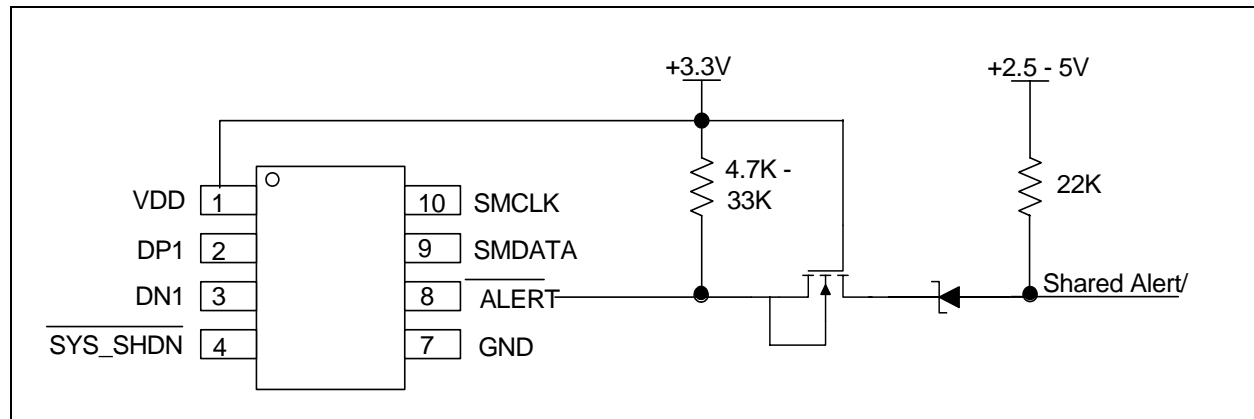 +3.3V
+2.5 - 5V
4.7K -
33K
22K
VDD 1
10 SMCLK
DP1 2
9 SMDATA
DN1 3
8 ALERT
Shared Alert/
SYS_SHDN 4
7 GND